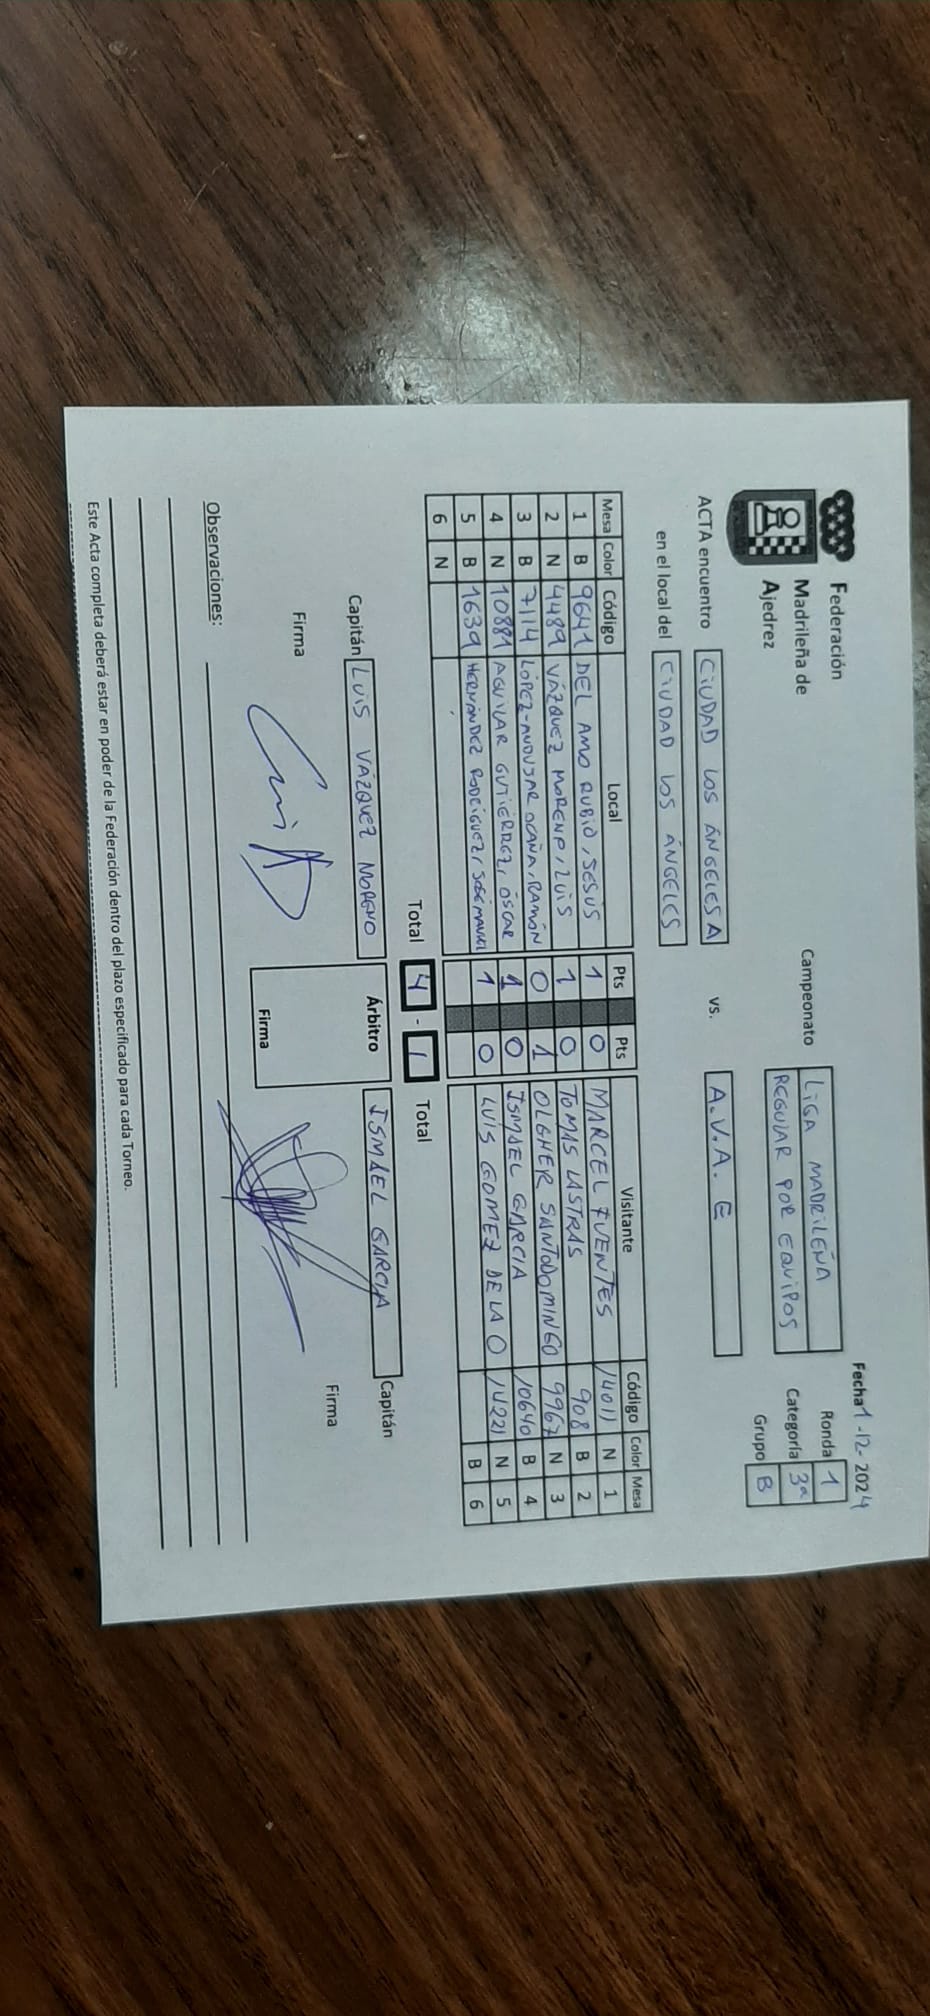 Federación
Madrileña de
Ajedrez
Campeonato LIGA MADRILEÑA
REGULAR POR EQUIPOS
Fecha 1-12-2024
Ronda 1
Categoría 3ª
Grupo B
ACTA encuentro CIUDAD LOS ÁNGELES A vs. A.V.A. E
en el local del CIUDAD LOS ÁNGELES
Mesa Color Código Local Pts Pts Visitante Código Color Mesa
1 B 9641 DEL AMO RUBIO, JESUS 1 0 MARCEL FUENTES 14011 N 1
2 N 4489 VÁZQUEZ MORENO, LUIS 1 0 TOMAS LASTRAS 908 B 2
3 B 7114 LÓPEZ-ANDUJAR OCAÑA, RAMÓN 0 1 OLGHER SANTODOMINGO 9967 N 3
4 N 10881 AGUILAR GUTIÉRREZ, ÓSCAR 1 0 ISMAEL GARCIA 10640 B 4
5 B 1639 HERNÁNDEZ RODRÍGUEZ, JOSÉ MANUEL 1 0 LUIS GOMEZ DE LA O 14221 N 5
6 N B 6
Total 4 - 1 Total
Capitán LUIS VÁZQUEZ MORENO Árbitro ISMAEL GARCIA Capitán
Firma Firma Firma
Observaciones:
Este Acta completa deberá estar en poder de la Federación dentro del plazo especificado para cada Torneo.